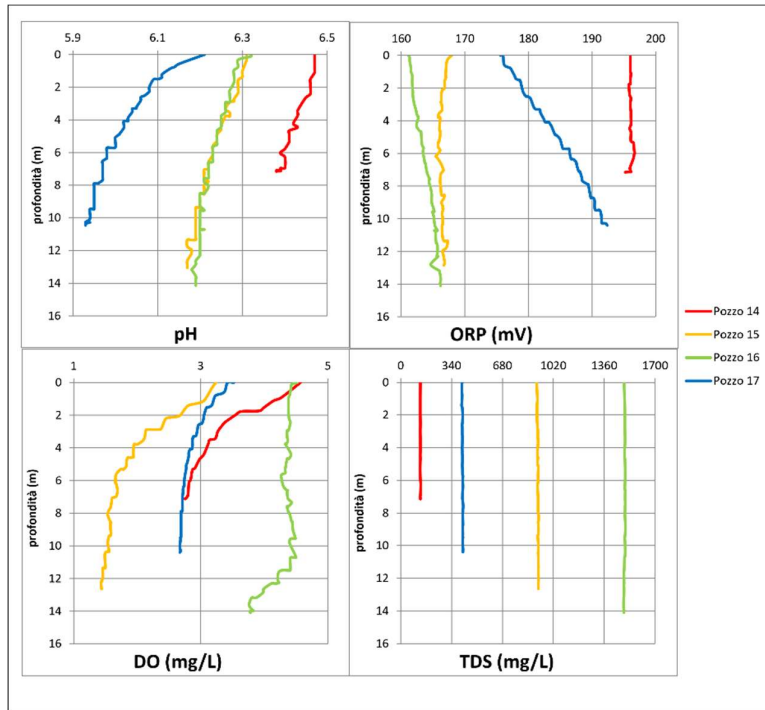 5.9 6.1 6.3 6.5
0
2
4
6
8
10
12
14
16
profondità (m)
pH
160 170 180 190 200
0
2
4
6
8
10
12
14
16
profondità (m)
ORP (mV)
1 3 5
0
2
4
6
8
10
12
14
16
profondità (m)
DO (mg/L)
0 340 680 1020 1360 1700
0
2
4
6
8
10
12
14
16
profondità (m)
TDS (mg/L)
Pozzo 14
Pozzo 15
Pozzo 16
Pozzo 17